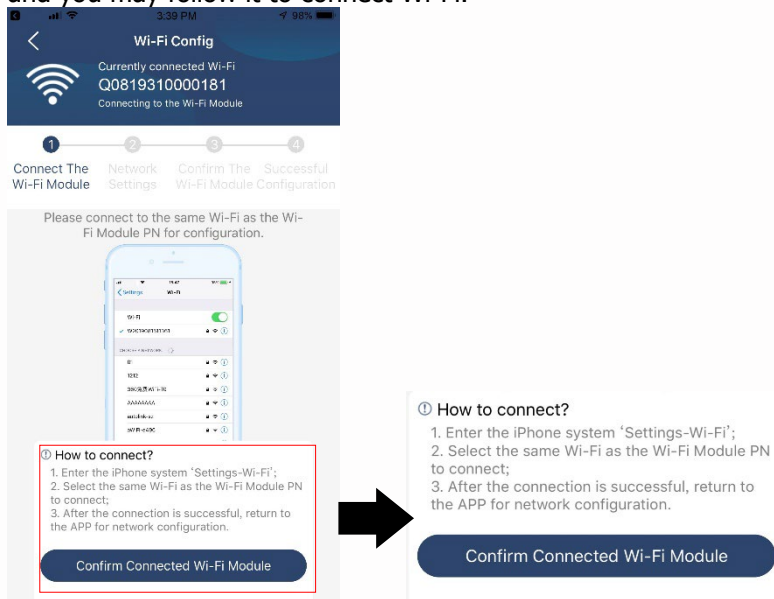 and you may follow it to connect Wi-Fi.
3:39 PM
98%
Wi-Fi Config
Currently connected Wi-Fi
Q0819310000181
Connecting to the Wi-Fi Module
1 2 3 4
Connect The Network Confirm The Successful
Wi-Fi Module Settings Wi-Fi Module Configuration
Please connect to the same Wi-Fi as the Wi-
Fi Module PN for configuration.
Settings Wi-Fi
Wi-Fi
1212
AAAAAAAA
How to connect?
1. Enter the iPhone system ‘Settings-Wi-Fi’;
2. Select the same Wi-Fi as the Wi-Fi Module PN
to connect;
3. After the connection is successful, return to
the APP for network configuration.
Confirm Connected Wi-Fi Module
How to connect?
1. Enter the iPhone system ‘Settings-Wi-Fi’;
2. Select the same Wi-Fi as the Wi-Fi Module PN
to connect;
3. After the connection is successful, return to
the APP for network configuration.
Confirm Connected Wi-Fi Module